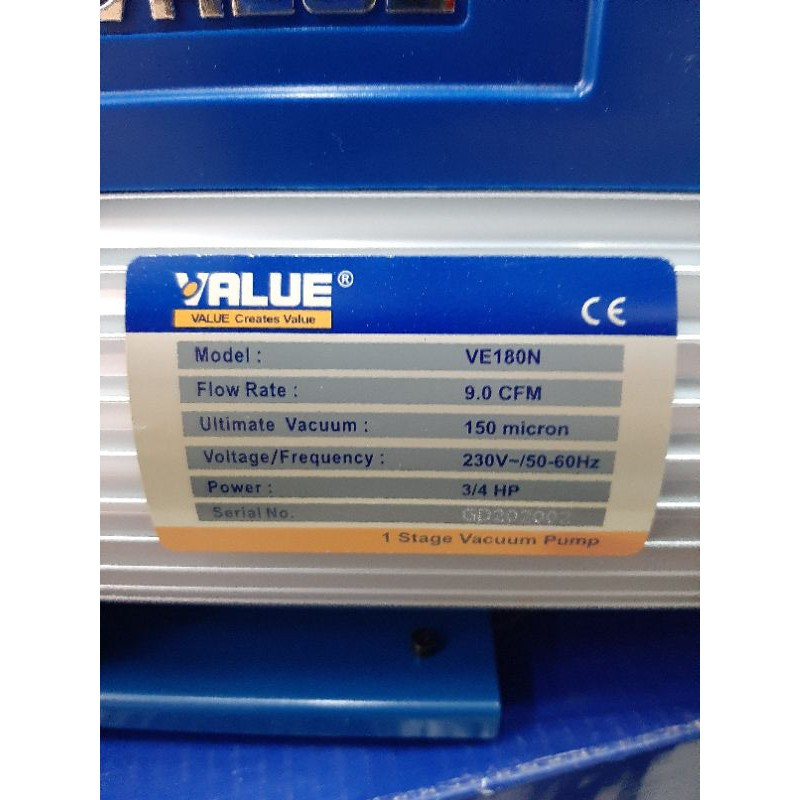 VALUE®
VALUE Creates Value
CE
Model : VE180N
Flow Rate : 9.0 CFM
Ultimate Vacuum : 150 micron
Voltage/Frequency : 230V~/50-60Hz
Power : 3/4 HP
Serial No.
1 Stage Vacuum Pump